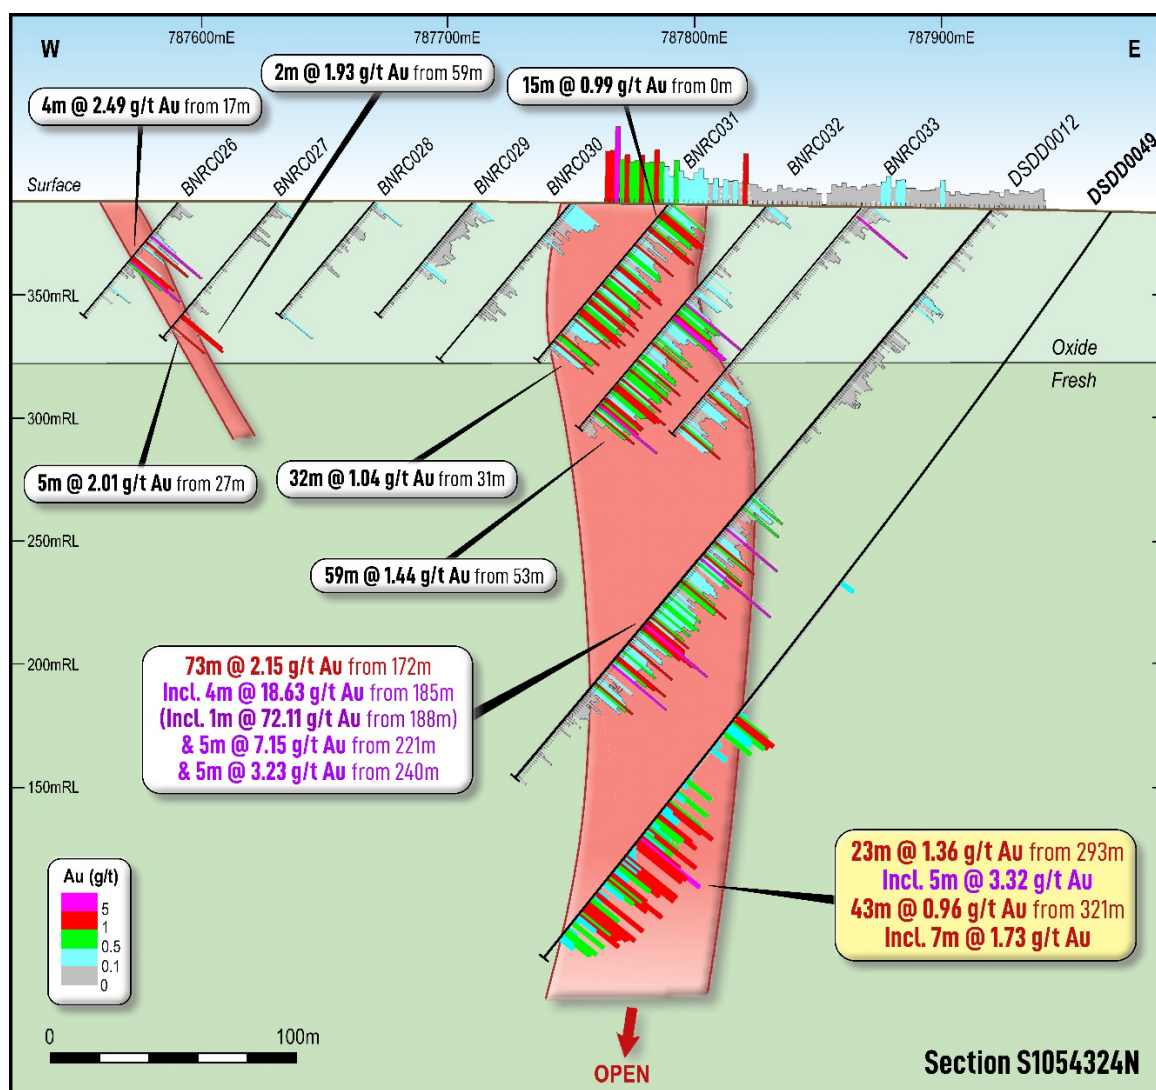 787600mE
787700mE
787800mE
787900mE
W
E
2m @ 1.93 g/t Au from 59m
4m @ 2.49 g/t Au from 17m
15m @ 0.99 g/t Au from 0m
BNRC026
BNRC027
BNRC028
BNRC029
BNRC030
BNRC031
BNRC032
BNRC033
DSDD0012
DSDD0049
Surface
350mRL
Oxide
Fresh
300mRL
5m @ 2.01 g/t Au from 27m
32m @ 1.04 g/t Au from 31m
250mRL
59m @ 1.44 g/t Au from 53m
200mRL
73m @ 2.15 g/t Au from 172m
Incl. 4m @ 18.63 g/t Au from 185m
(Incl. 1m @ 72.11 g/t Au from 188m)
& 5m @ 7.15 g/t Au from 221m
& 5m @ 3.23 g/t Au from 240m
150mRL
23m @ 1.36 g/t Au from 293m
Incl. 5m @ 3.32 g/t Au
43m @ 0.96 g/t Au from 321m
Incl. 7m @ 1.73 g/t Au
Au (g/t)
5
1
0.5
0.1
0
0
100m
OPEN
Section S1054324N